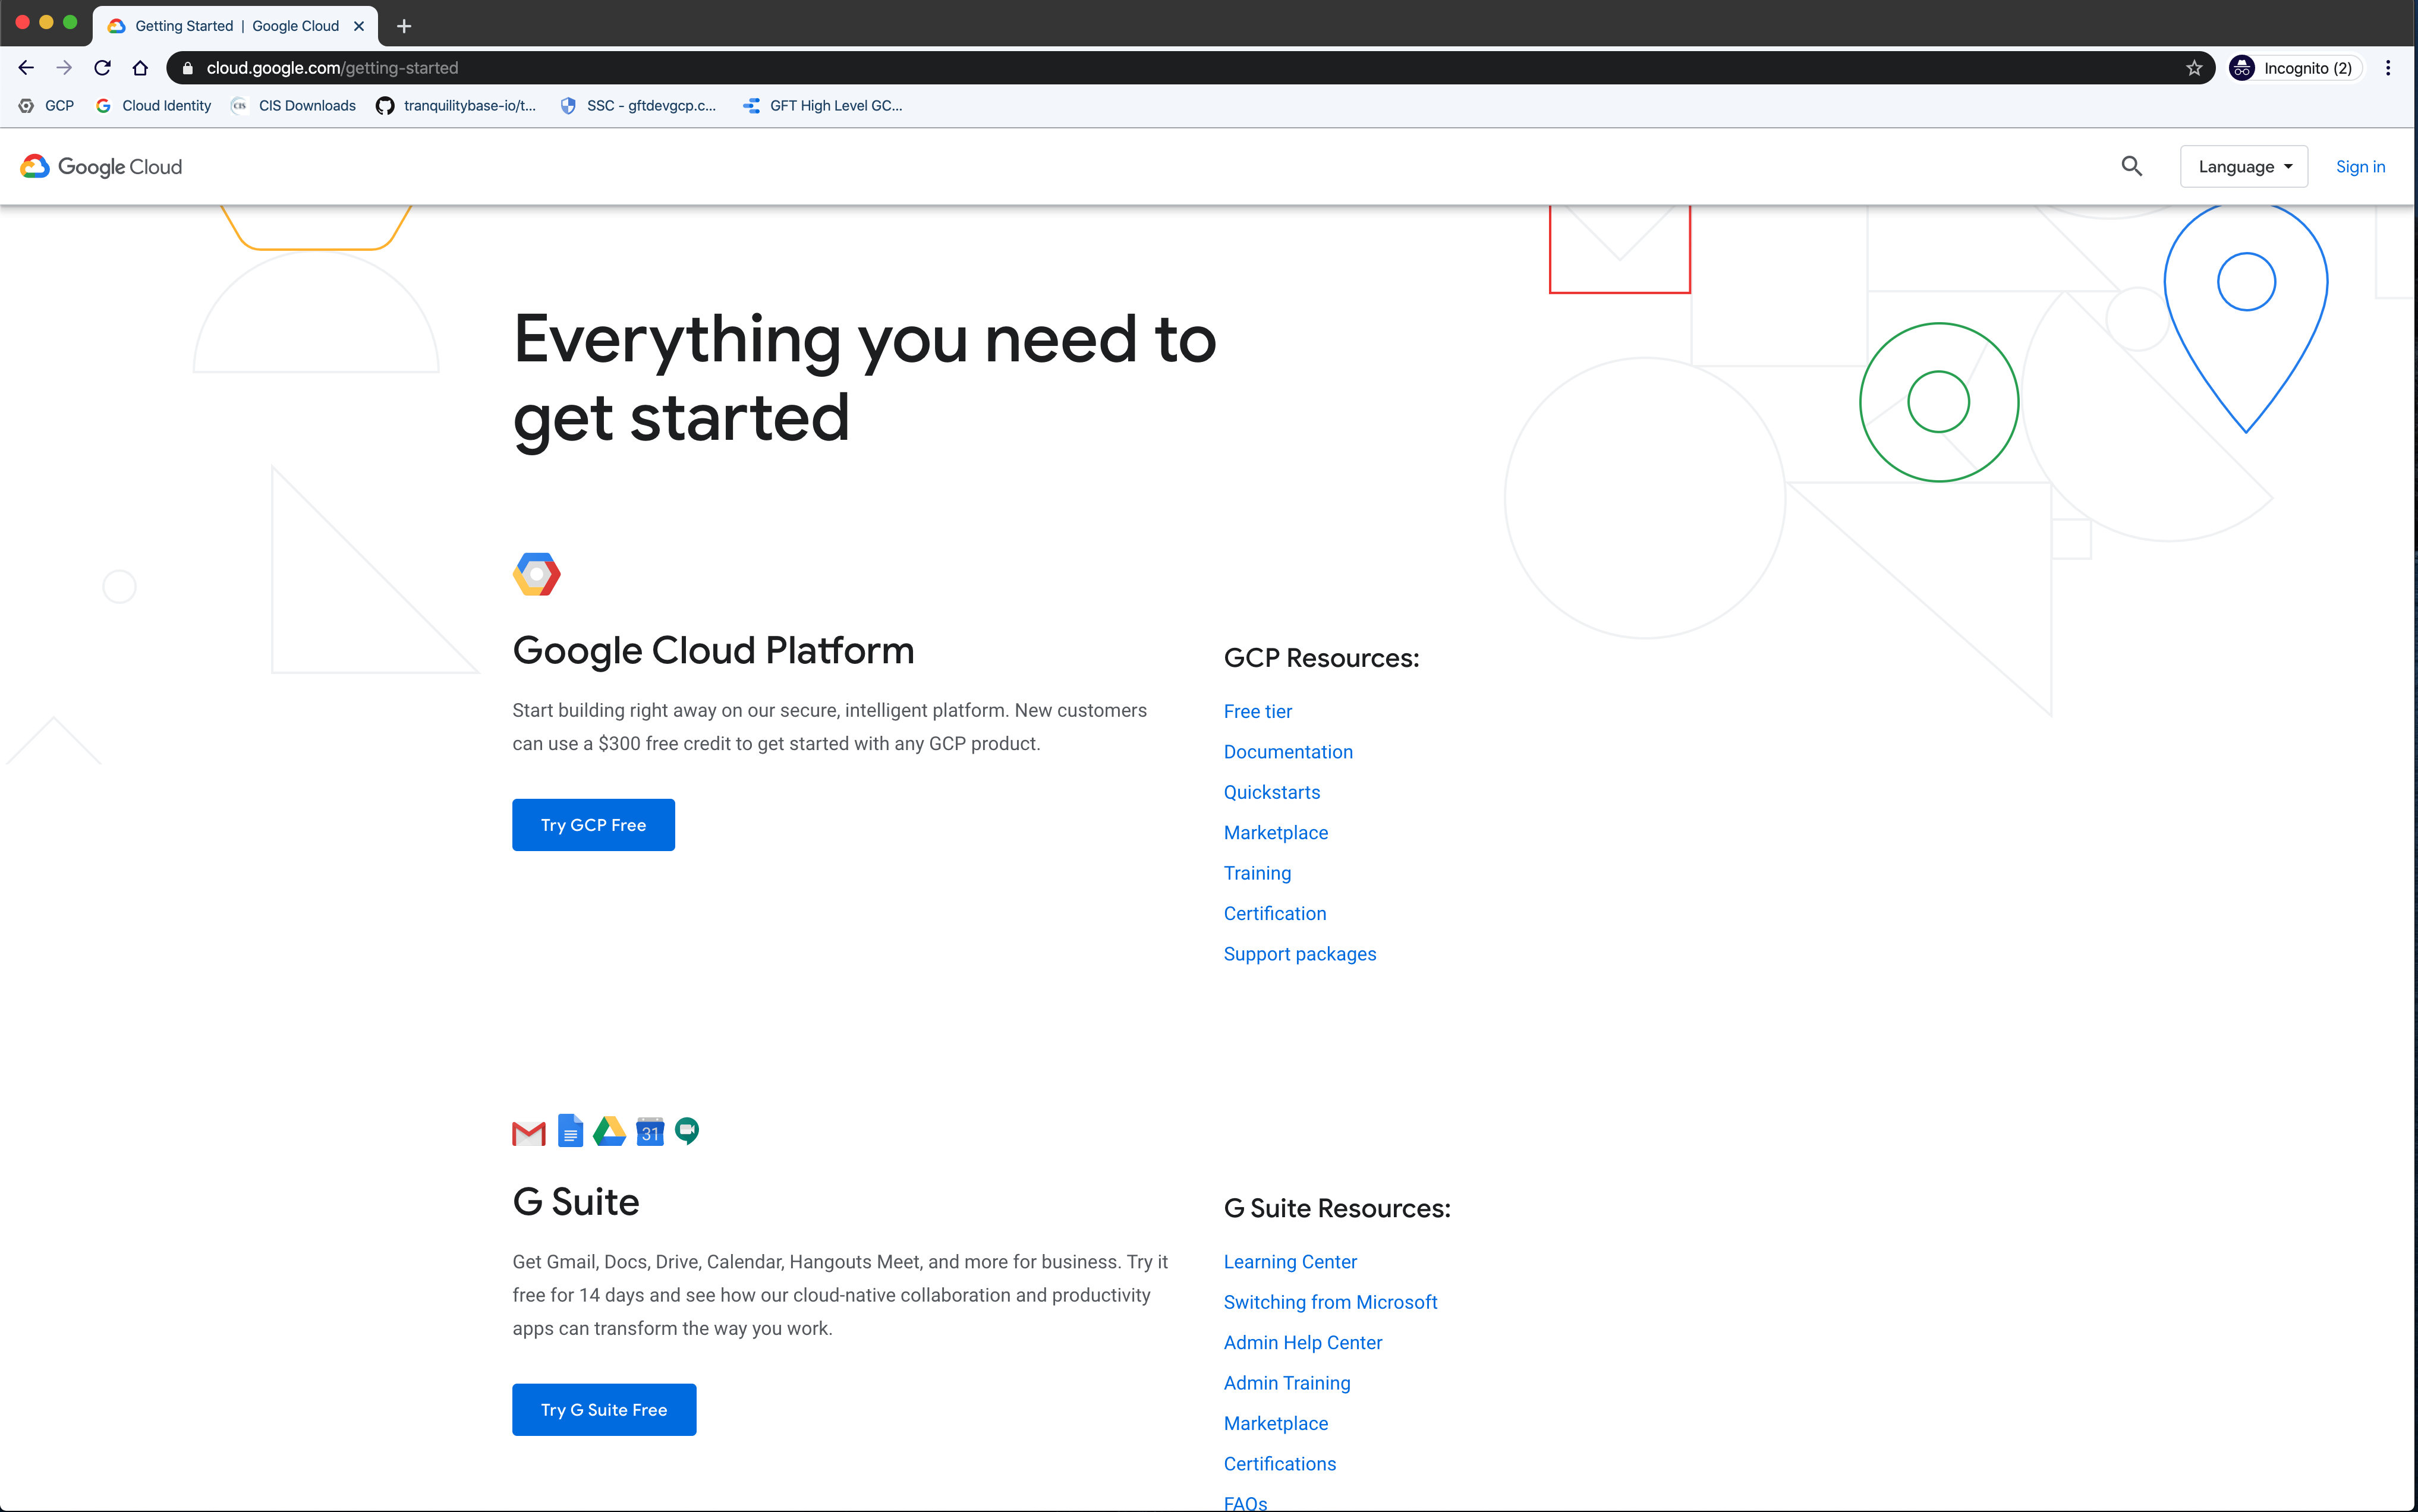 Getting Started | Google Cloud
cloud.google.com/getting-started
Incognito (2)
GCP
Cloud Identity
CIS
CIS Downloads
tranquilitybase-io/t...
SSC - gftdevgcp.c...
GFT High Level GC...
Google Cloud
Language
Sign in
Everything you need to
get started
Google Cloud Platform
Start building right away on our secure, intelligent platform. New customers
can use a $300 free credit to get started with any GCP product.
Try GCP Free
GCP Resources:
Free tier
Documentation
Quickstarts
Marketplace
Training
Certification
Support packages
31
G Suite
Get Gmail, Docs, Drive, Calendar, Hangouts Meet, and more for business. Try it
free for 14 days and see how our cloud-native collaboration and productivity
apps can transform the way you work.
Try G Suite Free
G Suite Resources:
Learning Center
Switching from Microsoft
Admin Help Center
Admin Training
Marketplace
Certifications
FAQs